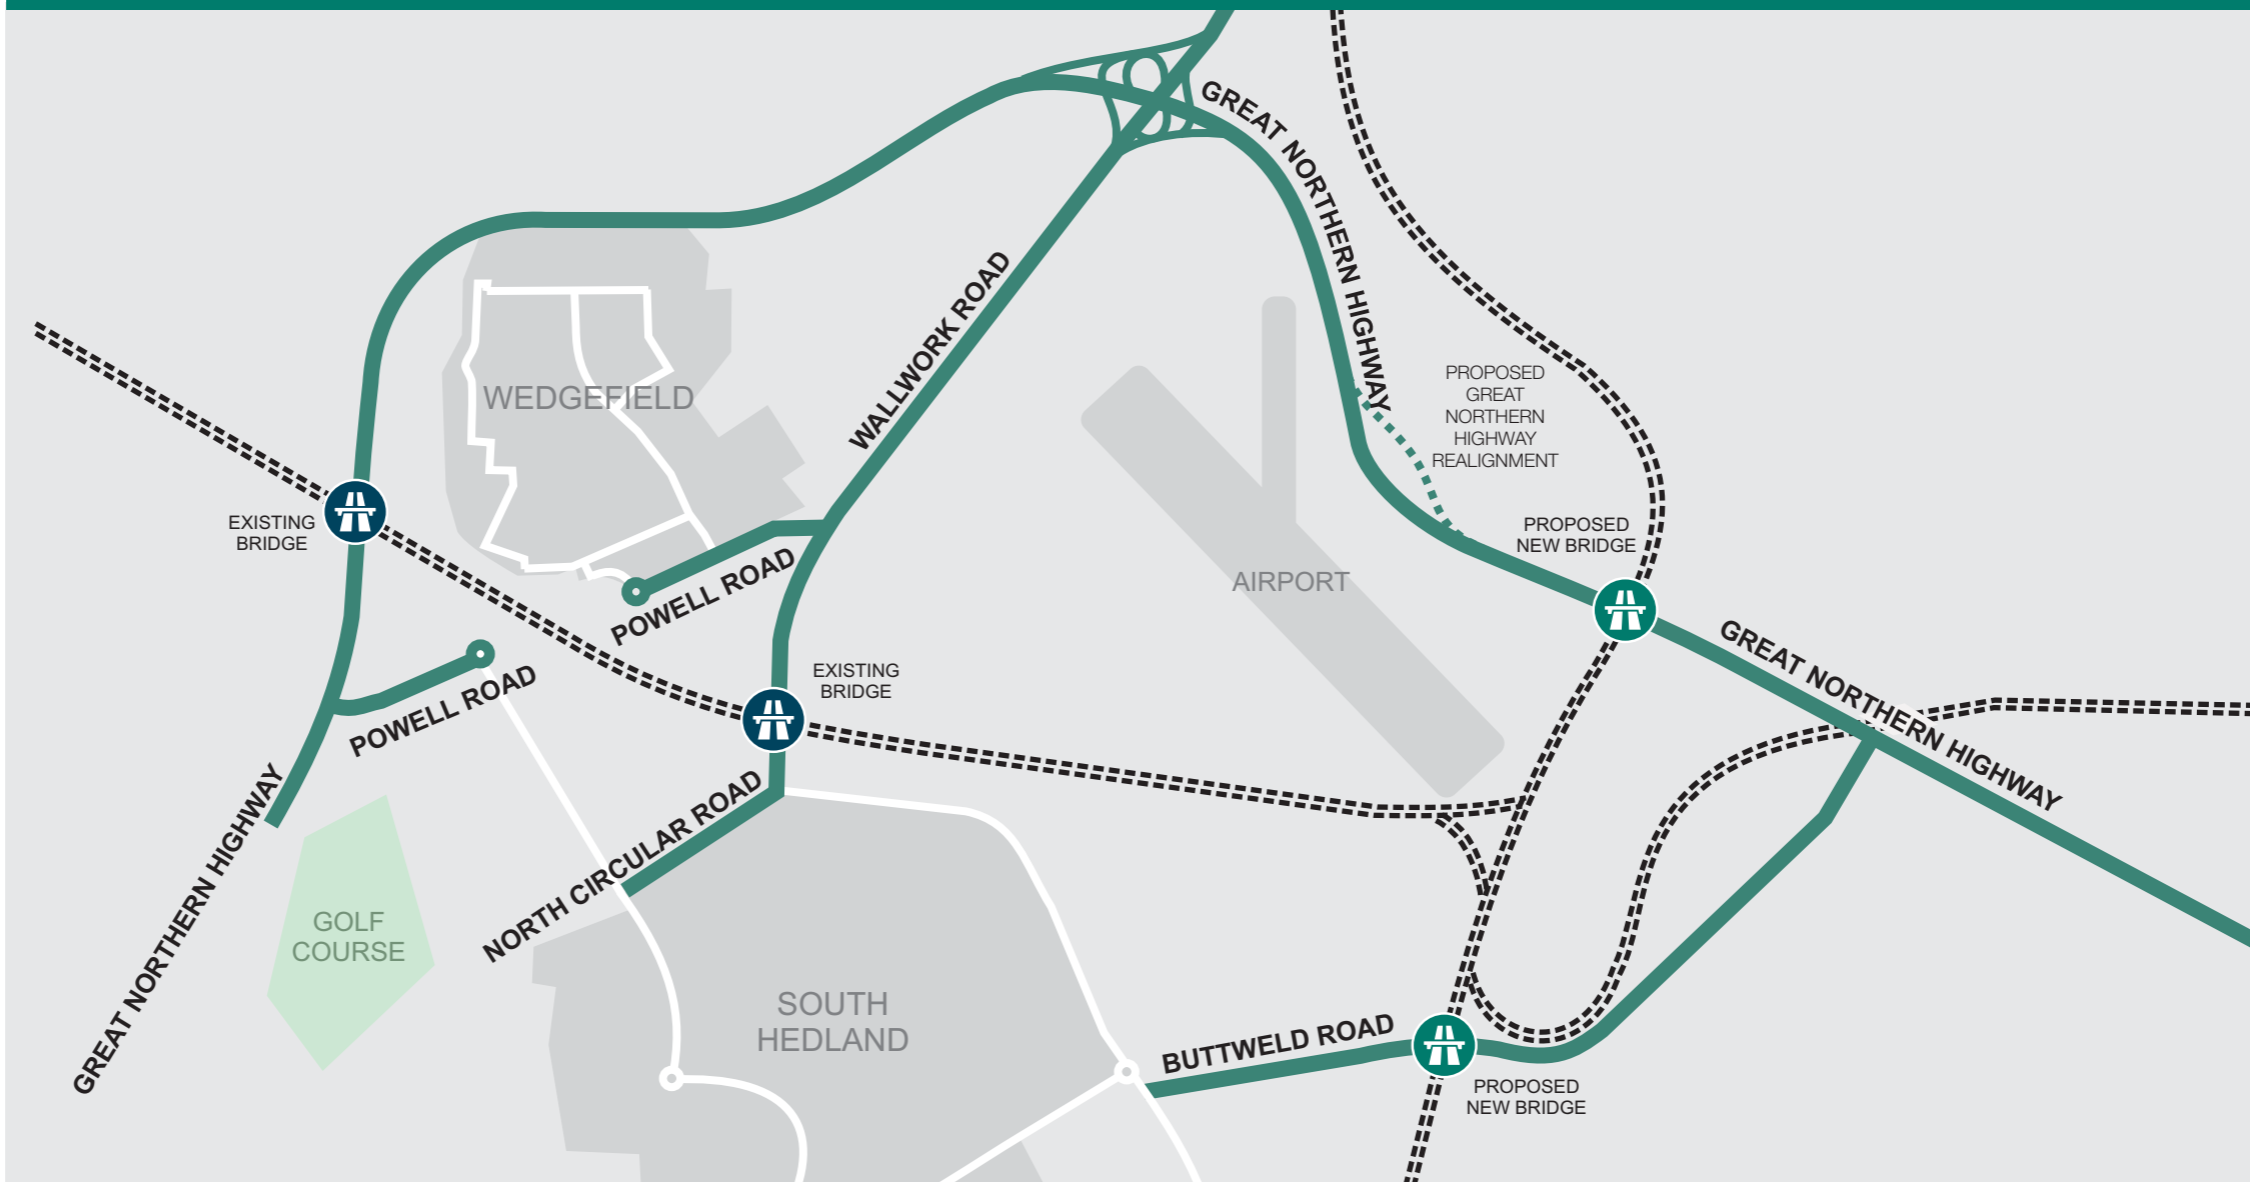 GREAT NORTHERN HIGHWAY
WALLWORK ROAD
WEDGEFIELD
PROPOSED
GREAT
NORTHERN
HIGHWAY
REALIGNMENT
EXISTING
BRIDGE
PROPOSED
NEW BRIDGE
AIRPORT
POWELL ROAD
EXISTING
BRIDGE
POWELL ROAD
GREAT NORTHERN HIGHWAY
GREAT NORTHERN HIGHWAY
NORTH CIRCULAR ROAD
GOLF
COURSE
SOUTH
HEDLAND
BUTTWELD ROAD
PROPOSED
NEW BRIDGE